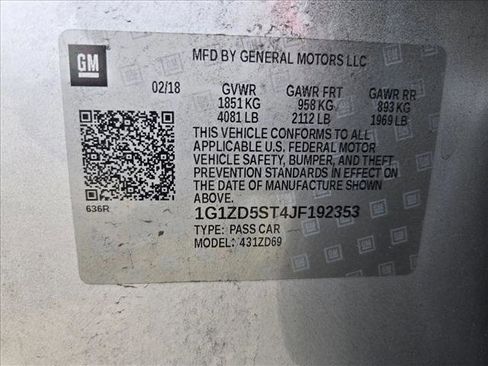 GM
MFD BY GENERAL MOTORS LLC
02/18 GVWR GAWR FRT GAWR RR
1851 KG 958 KG 893 KG
4081 LB 2112 LB 1969 LB
THIS VEHICLE CONFORMS TO ALL
APPLICABLE U.S. FEDERAL MOTOR
VEHICLE SAFETY, BUMPER, AND THEFT
PREVENTION STANDARDS IN EFFECT ON
THE DATE OF MANUFACTURE SHOWN
ABOVE.
636R
1G1ZD5ST4JF192353
TYPE: PASS CAR
MODEL: 431ZD69